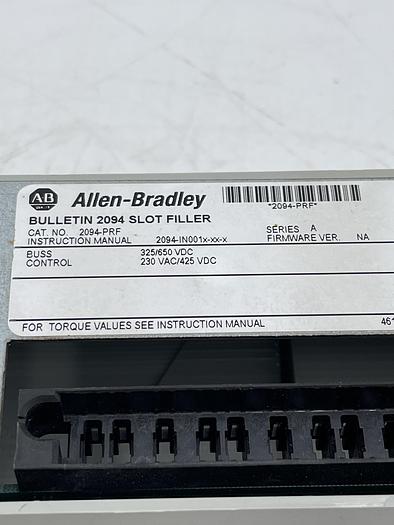 AB Allen-Bradley
*2094-PRF*
BULLETIN 2094 SLOT FILLER
CAT. NO. 2094-PRF SERIES A
INSTRUCTION MANUAL 2094-IN001x-xx-x FIRMWARE VER. NA
BUSS 325/650 VDC
CONTROL 230 VAC/425 VDC
FOR TORQUE VALUES SEE INSTRUCTION MANUAL 461